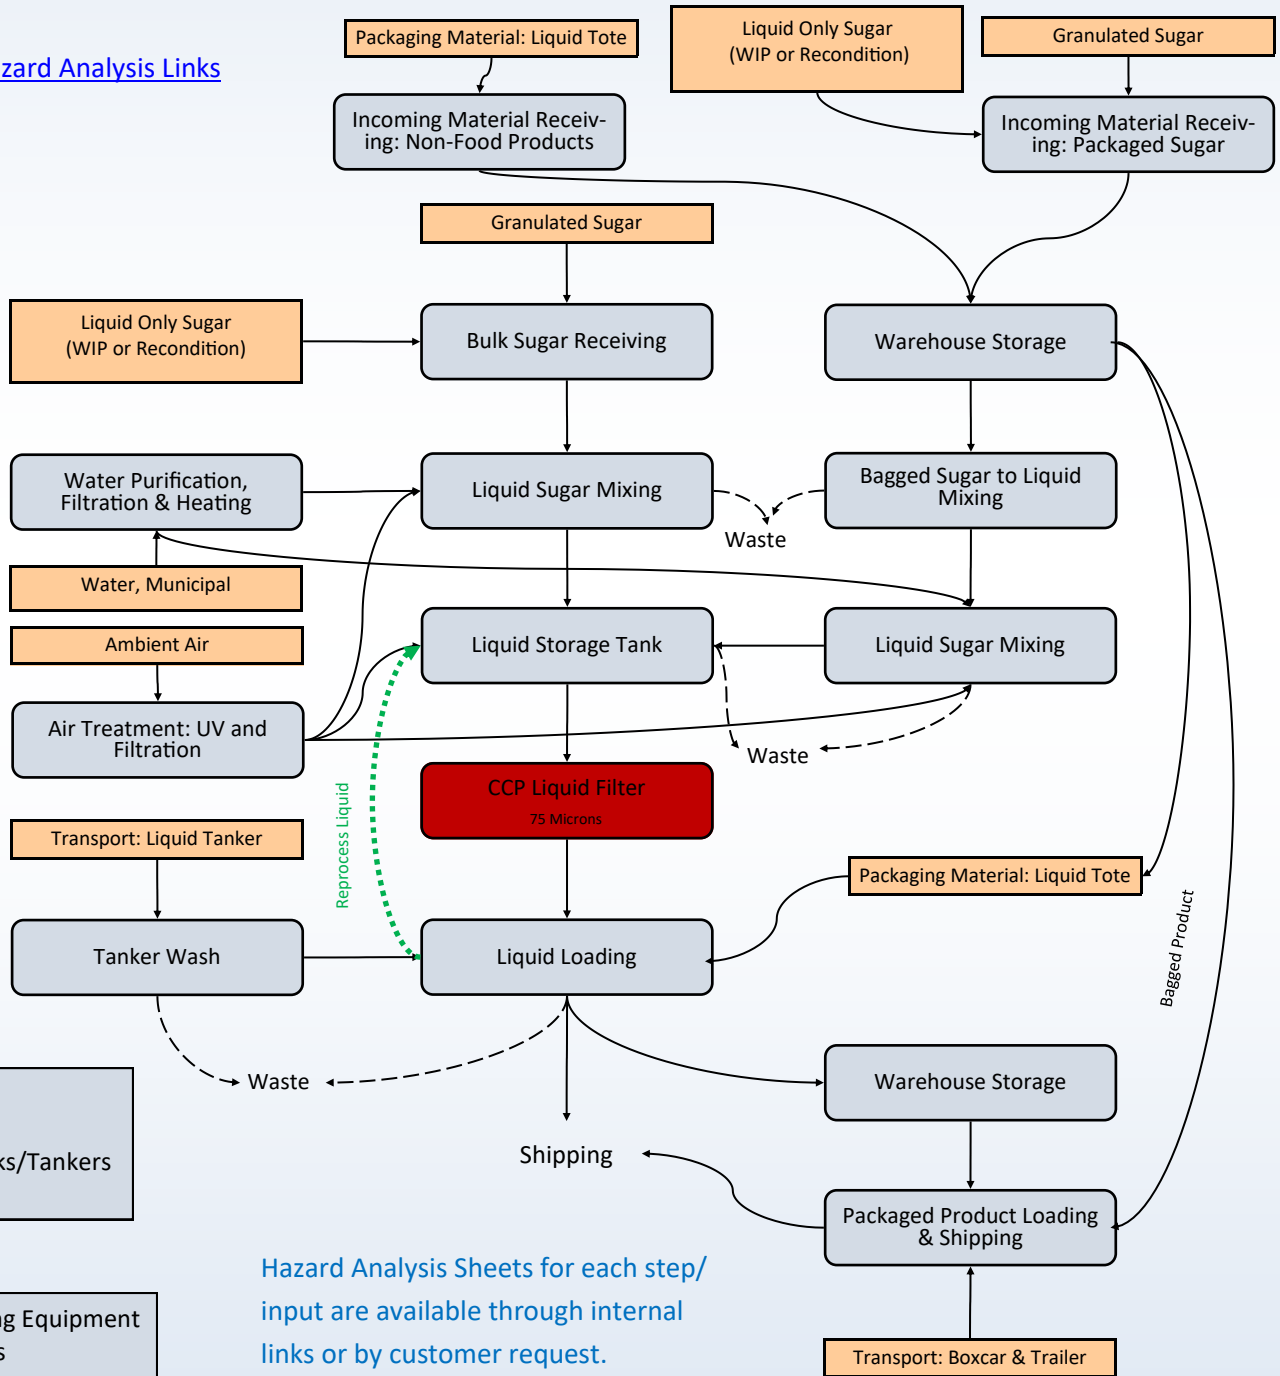 Packaging Material: Liquid Tote
Liquid Only Sugar
(WIP or Recondition)
Granulated Sugar
zard Analysis Links
Incoming Material Receiv-
ing: Non-Food Products
Incoming Material Receiv-
ing: Packaged Sugar
Granulated Sugar
Liquid Only Sugar
(WIP or Recondition)
Bulk Sugar Receiving
Warehouse Storage
Water Purification,
Filtration & Heating
Liquid Sugar Mixing
Bagged Sugar to Liquid
Mixing
Waste
Water, Municipal
Ambient Air
Liquid Storage Tank
Liquid Sugar Mixing
Air Treatment: UV and
Filtration
Waste
CCP Liquid Filter
75 Microns
Reprocess Liquid
Transport: Liquid Tanker
Packaging Material: Liquid Tote
Bagged Product
Tanker Wash
Liquid Loading
Waste
Warehouse Storage
ks/Tankers
Shipping
Packaged Product Loading
& Shipping
Hazard Analysis Sheets for each step/
input are available through internal
links or by customer request.
g Equipment
s
Transport: Boxcar & Trailer